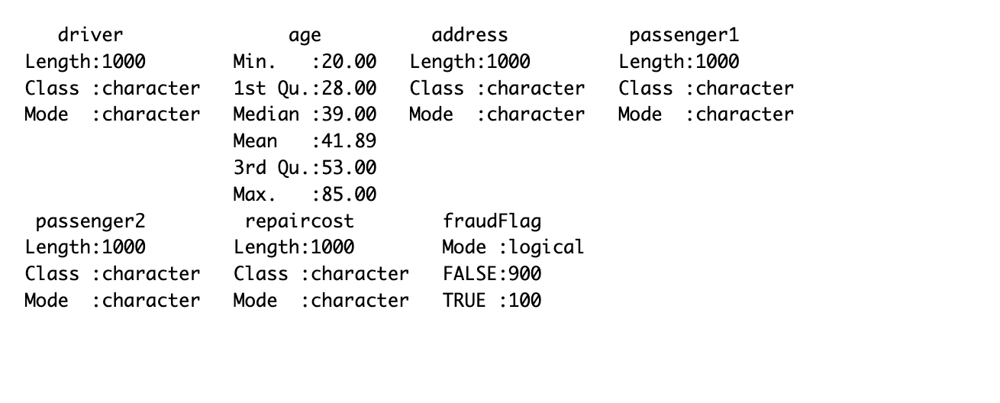 driver               age          address           passenger1
Length:1000        Min.   :20.00   Length:1000        Length:1000
Class :character   1st Qu.:28.00   Class :character   Class :character
Mode  :character   Median :39.00   Mode  :character   Mode  :character
                   Mean   :41.89
                   3rd Qu.:53.00
                   Max.   :85.00
 passenger2         repaircost        fraudFlag
Length:1000        Length:1000        Mode :logical
Class :character   Class :character   FALSE:900
Mode  :character   Mode  :character   TRUE :100